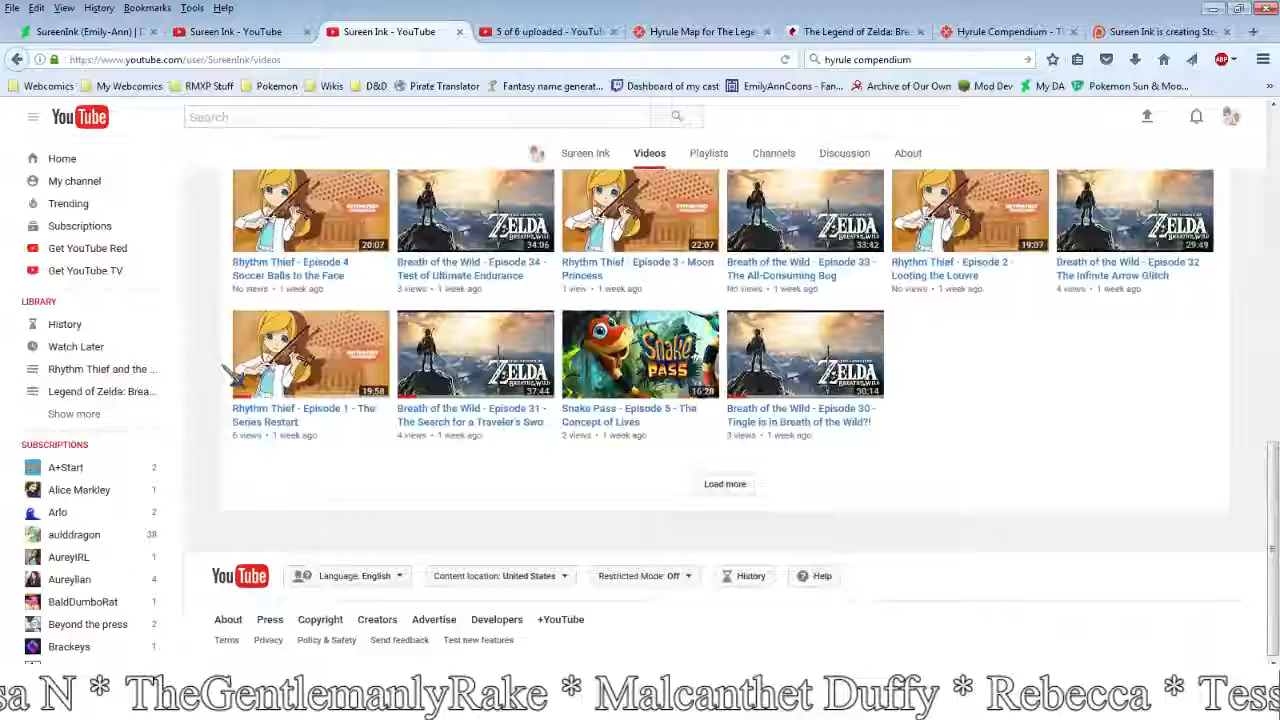 File Edit View History Bookmarks Tools Help
SureenInk (Emily-Ann) | D Sureen Ink - YouTube Sureen Ink - YouTube 5 of 6 uploaded - YouTub Hyrule Map for The Lege The Legend of Zelda: Bre Hyrule Compendium - T Sureen Ink is creating Sto
https://www.youtube.com/user/SureenInk/videos hyrule compendium
Webcomics My Webcomics RMXP Stuff Pokemon Wikis D&D Pirate Translator Fantasy name generat... Dashboard of my cast EmilyAnnCoons - Fan... Archive of Our Own Mod Dev My DA Pokemon Sun & Moo...
YouTube Search
Sureen Ink Videos Playlists Channels Discussion About
Home
My channel
Trending
Subscriptions
Get YouTube Red
Get YouTube TV
LIBRARY
History
Watch Later
Rhythm Thief and the ...
Legend of Zelda: Brea...
Show more
SUBSCRIPTIONS
A+Start 2
Alice Markley 1
Arlo 2
aulddragon 38
AureyIRL 1
Aureylian 4
BaldDumboRat 1
Beyond the press 2
Brackeys 1
20:07 ZELDA 34:06 22:07 ZELDA 33:42 19:07 ZELDA 29:49
Rhythm Thief - Episode 4 Breath of the Wild - Episode 34 - Rhythm Thief - Episode 3 - Moon Breath of the Wild - Episode 33 - Rhythm Thief - Episode 2 - Breath of the Wild - Episode 32
Soccer Balls to the Face Test of Ultimate Endurance Princess The All-Consuming Bog Looting the Louvre The Infinite Arrow Glitch
No views • 1 week ago 3 views • 1 week ago 1 view • 1 week ago No views • 1 week ago No views • 1 week ago 4 views • 1 week ago
19:58 ZELDA 37:44 Snake PASS 16:28 ZELDA 30:14
Rhythm Thief - Episode 1 - The Breath of the Wild - Episode 31 - Snake Pass - Episode 5 - The Breath of the Wild - Episode 30 -
Series Restart The Search for a Traveler's Swo Concept of Lives Tingle is in Breath of the Wild?!
6 views • 1 week ago 4 views • 1 week ago 2 views • 1 week ago 3 views • 1 week ago
Load more
YouTube Language: English Content location: United States Restricted Mode: Off History Help
About Press Copyright Creators Advertise Developers +YouTube
Terms Privacy Policy & Safety Send feedback Test new features
sa N * TheGentlemanlyRake * Malcanthet Duffy * Rebecca * Tess